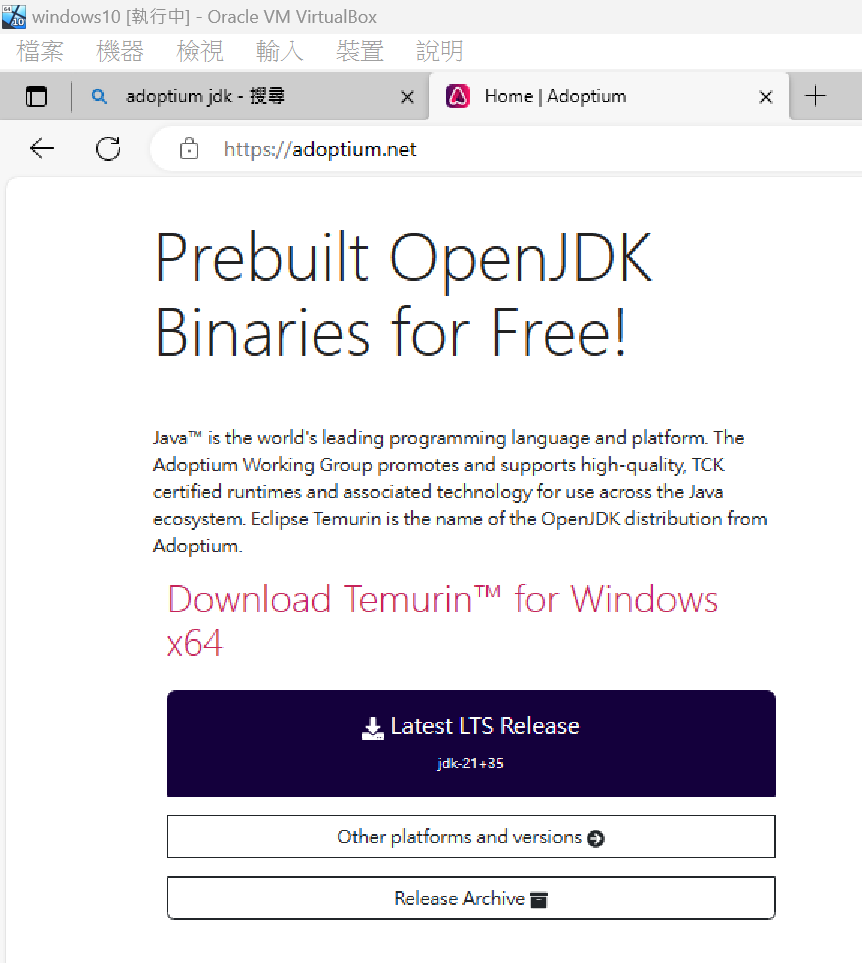 windows10 [執行中] - Oracle VM VirtualBox
檔案 機器 檢視 輸入 裝置 說明
adoptium jdk - 搜尋 Home | Adoptium
https://adoptium.net
Prebuilt OpenJDK
Binaries for Free!
Java™ is the world's leading programming language and platform. The
Adoptium Working Group promotes and supports high-quality, TCK
certified runtimes and associated technology for use across the Java
ecosystem. Eclipse Temurin is the name of the OpenJDK distribution from
Adoptium.
Download Temurin™ for Windows
x64
Latest LTS Release
jdk-21+35
Other platforms and versions
Release Archive